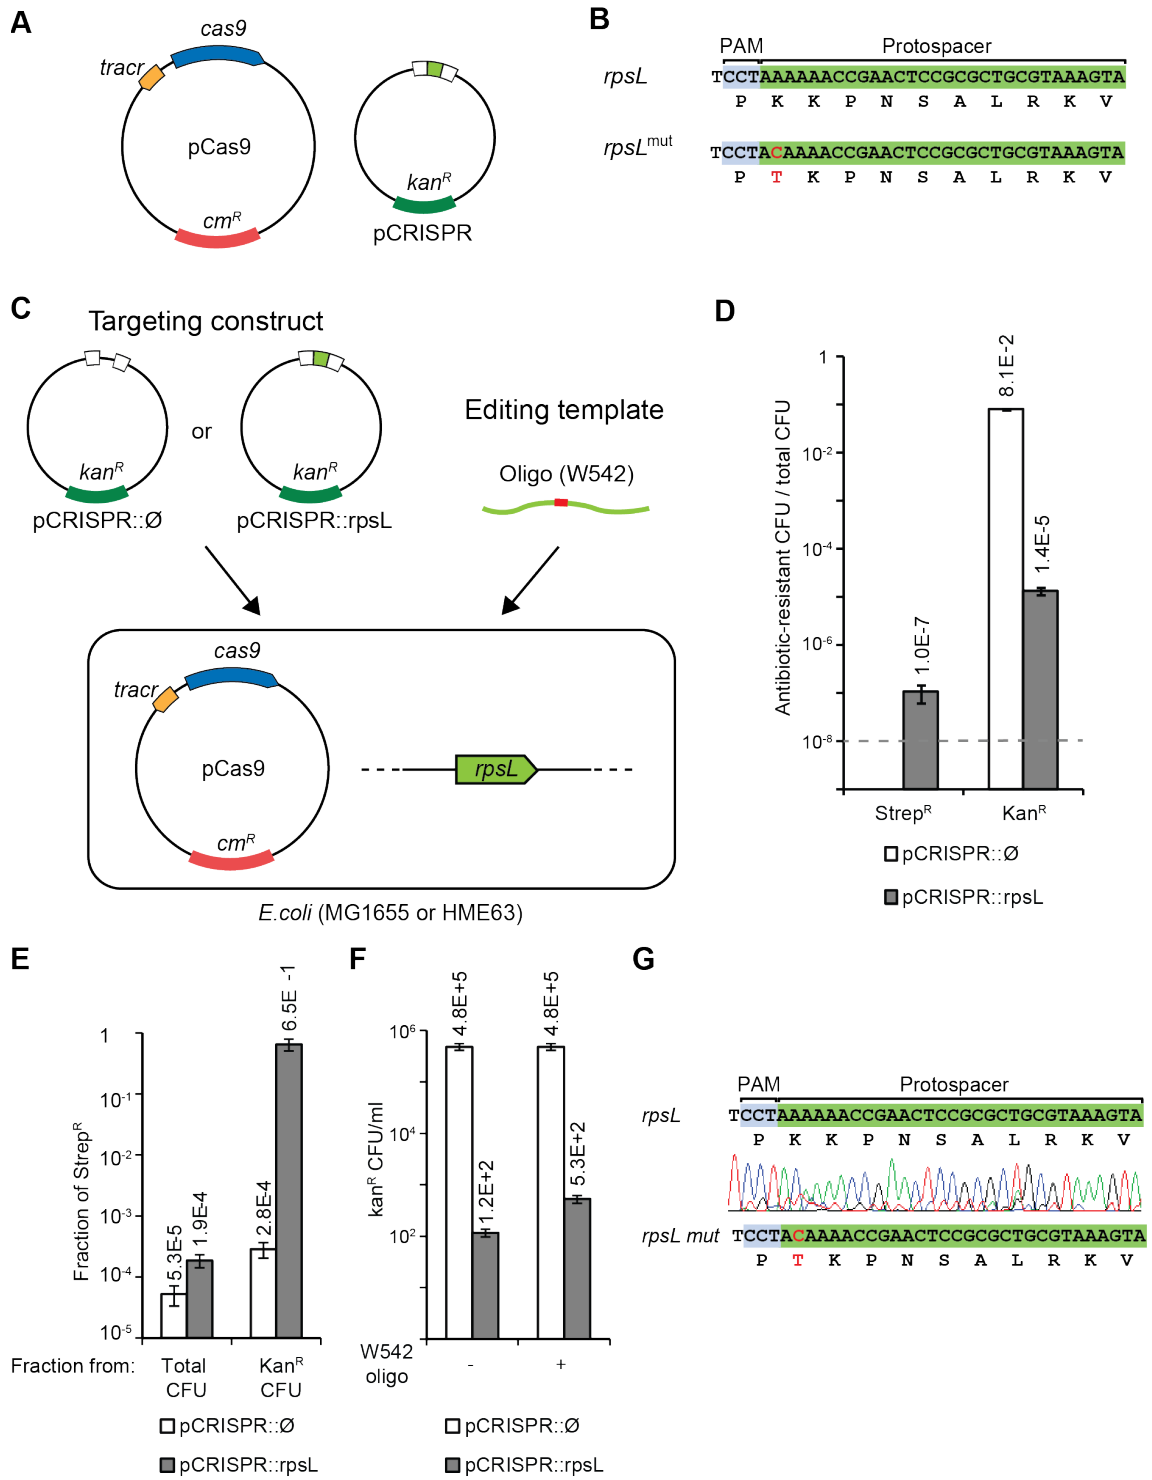 A
cas9
tracr
pCas9
cmR
kanR
pCRISPR
B
PAM Protospacer
rpsL TCCTAAAAAACCGAACTCCGCGCTGCGTAAAGTA
P K K P N S A L R K V
rpsLmut TCCTACAAAACCGAACTCCGCGCTGCGTAAAGTA
P T K P N S A L R K V
C
Targeting construct
or
kanR
pCRISPR::Ø
kanR
pCRISPR::rpsL
Editing template
Oligo (W542)
cas9
tracr
pCas9
cmR
rpsL
E.coli (MG1655 or HME63)
D
Antibiotic-resistant CFU / total CFU
1
10-2
10-4
10-6
10-8
1.0E-7
8.1E-2
1.4E-5
StrepR
KanR
pCRISPR::Ø
pCRISPR::rpsL
E
Fraction of StrepR
1
10-1
10-2
10-3
10-4
10-5
5.3E-5
1.9E-4
2.8E-4
6.5E -1
Fraction from:
Total
CFU
KanR
CFU
pCRISPR::Ø
pCRISPR::rpsL
F
kanR CFU/ml
106
104
102
4.8E+5
1.2E+2
4.8E+5
5.3E+2
W542
oligo
- +
pCRISPR::Ø
pCRISPR::rpsL
G
PAM Protospacer
rpsL TCCTAAAAAACCGAACTCCGCGCTGCGTAAAGTA
P K K P N S A L R K V
rpsL mut TCCTACAAAACCGAACTCCGCGCTGCGTAAAGTA
P T K P N S A L R K V